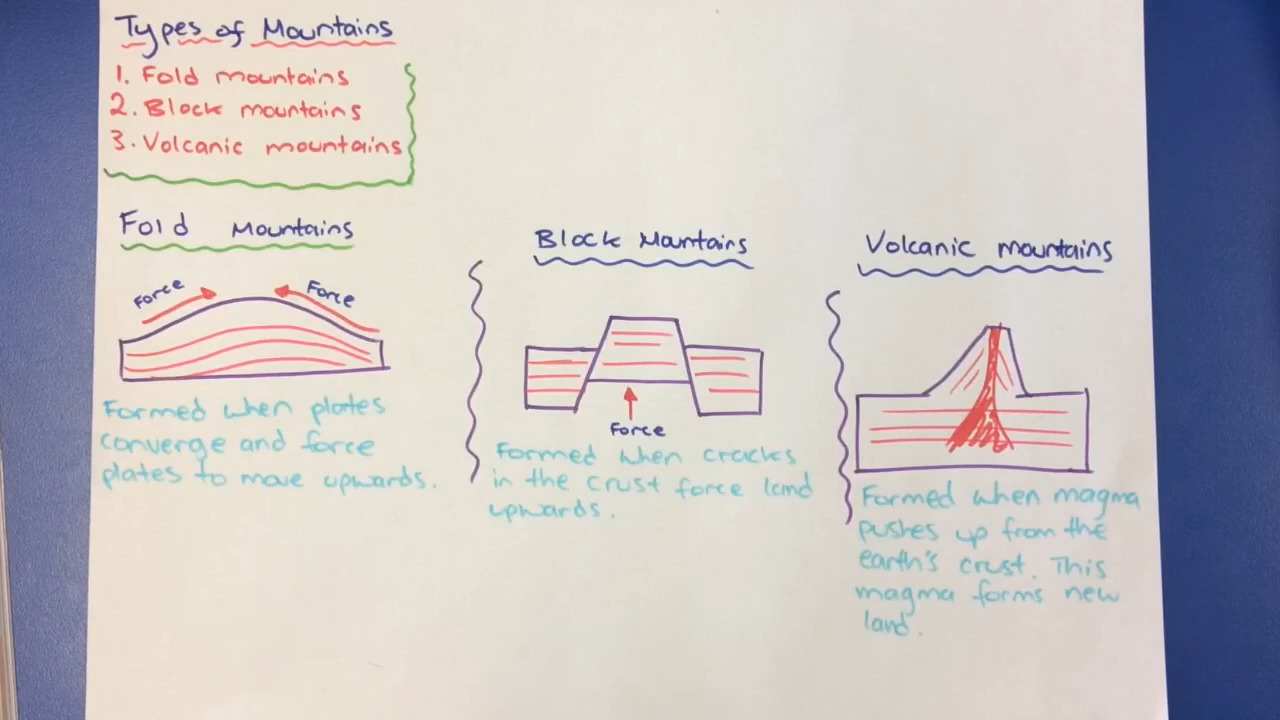 Types of Mountains
1. Fold mountains
2. Block mountains
3. Volcanic mountains
Fold Mountains
Force
Force
Formed when plates
converge and force
plates to move upwards.
Block Mountains
Force
Formed when cracks
in the crust force land
upwards.
Volcanic mountains
Formed when magma
pushes up from the
earth's crust. This
magma forms new
land.